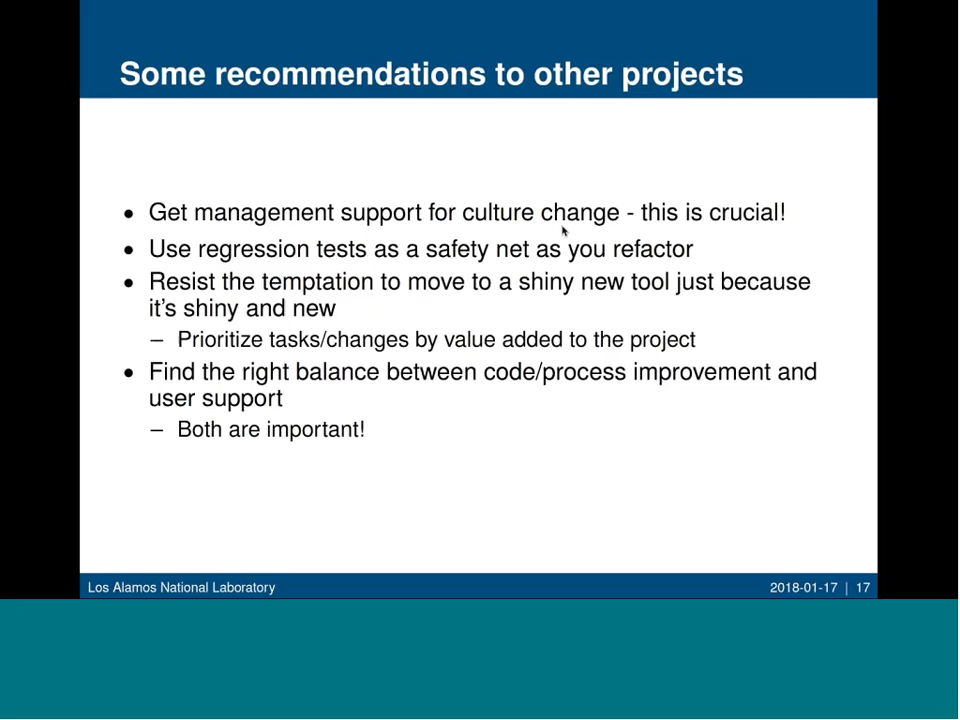 Some recommendations to other projects
• Get management support for culture change - this is crucial!
• Use regression tests as a safety net as you refactor
• Resist the temptation to move to a shiny new tool just because
it's shiny and new
– Prioritize tasks/changes by value added to the project
• Find the right balance between code/process improvement and
user support
– Both are important!
Los Alamos National Laboratory
2018-01-17 | 17